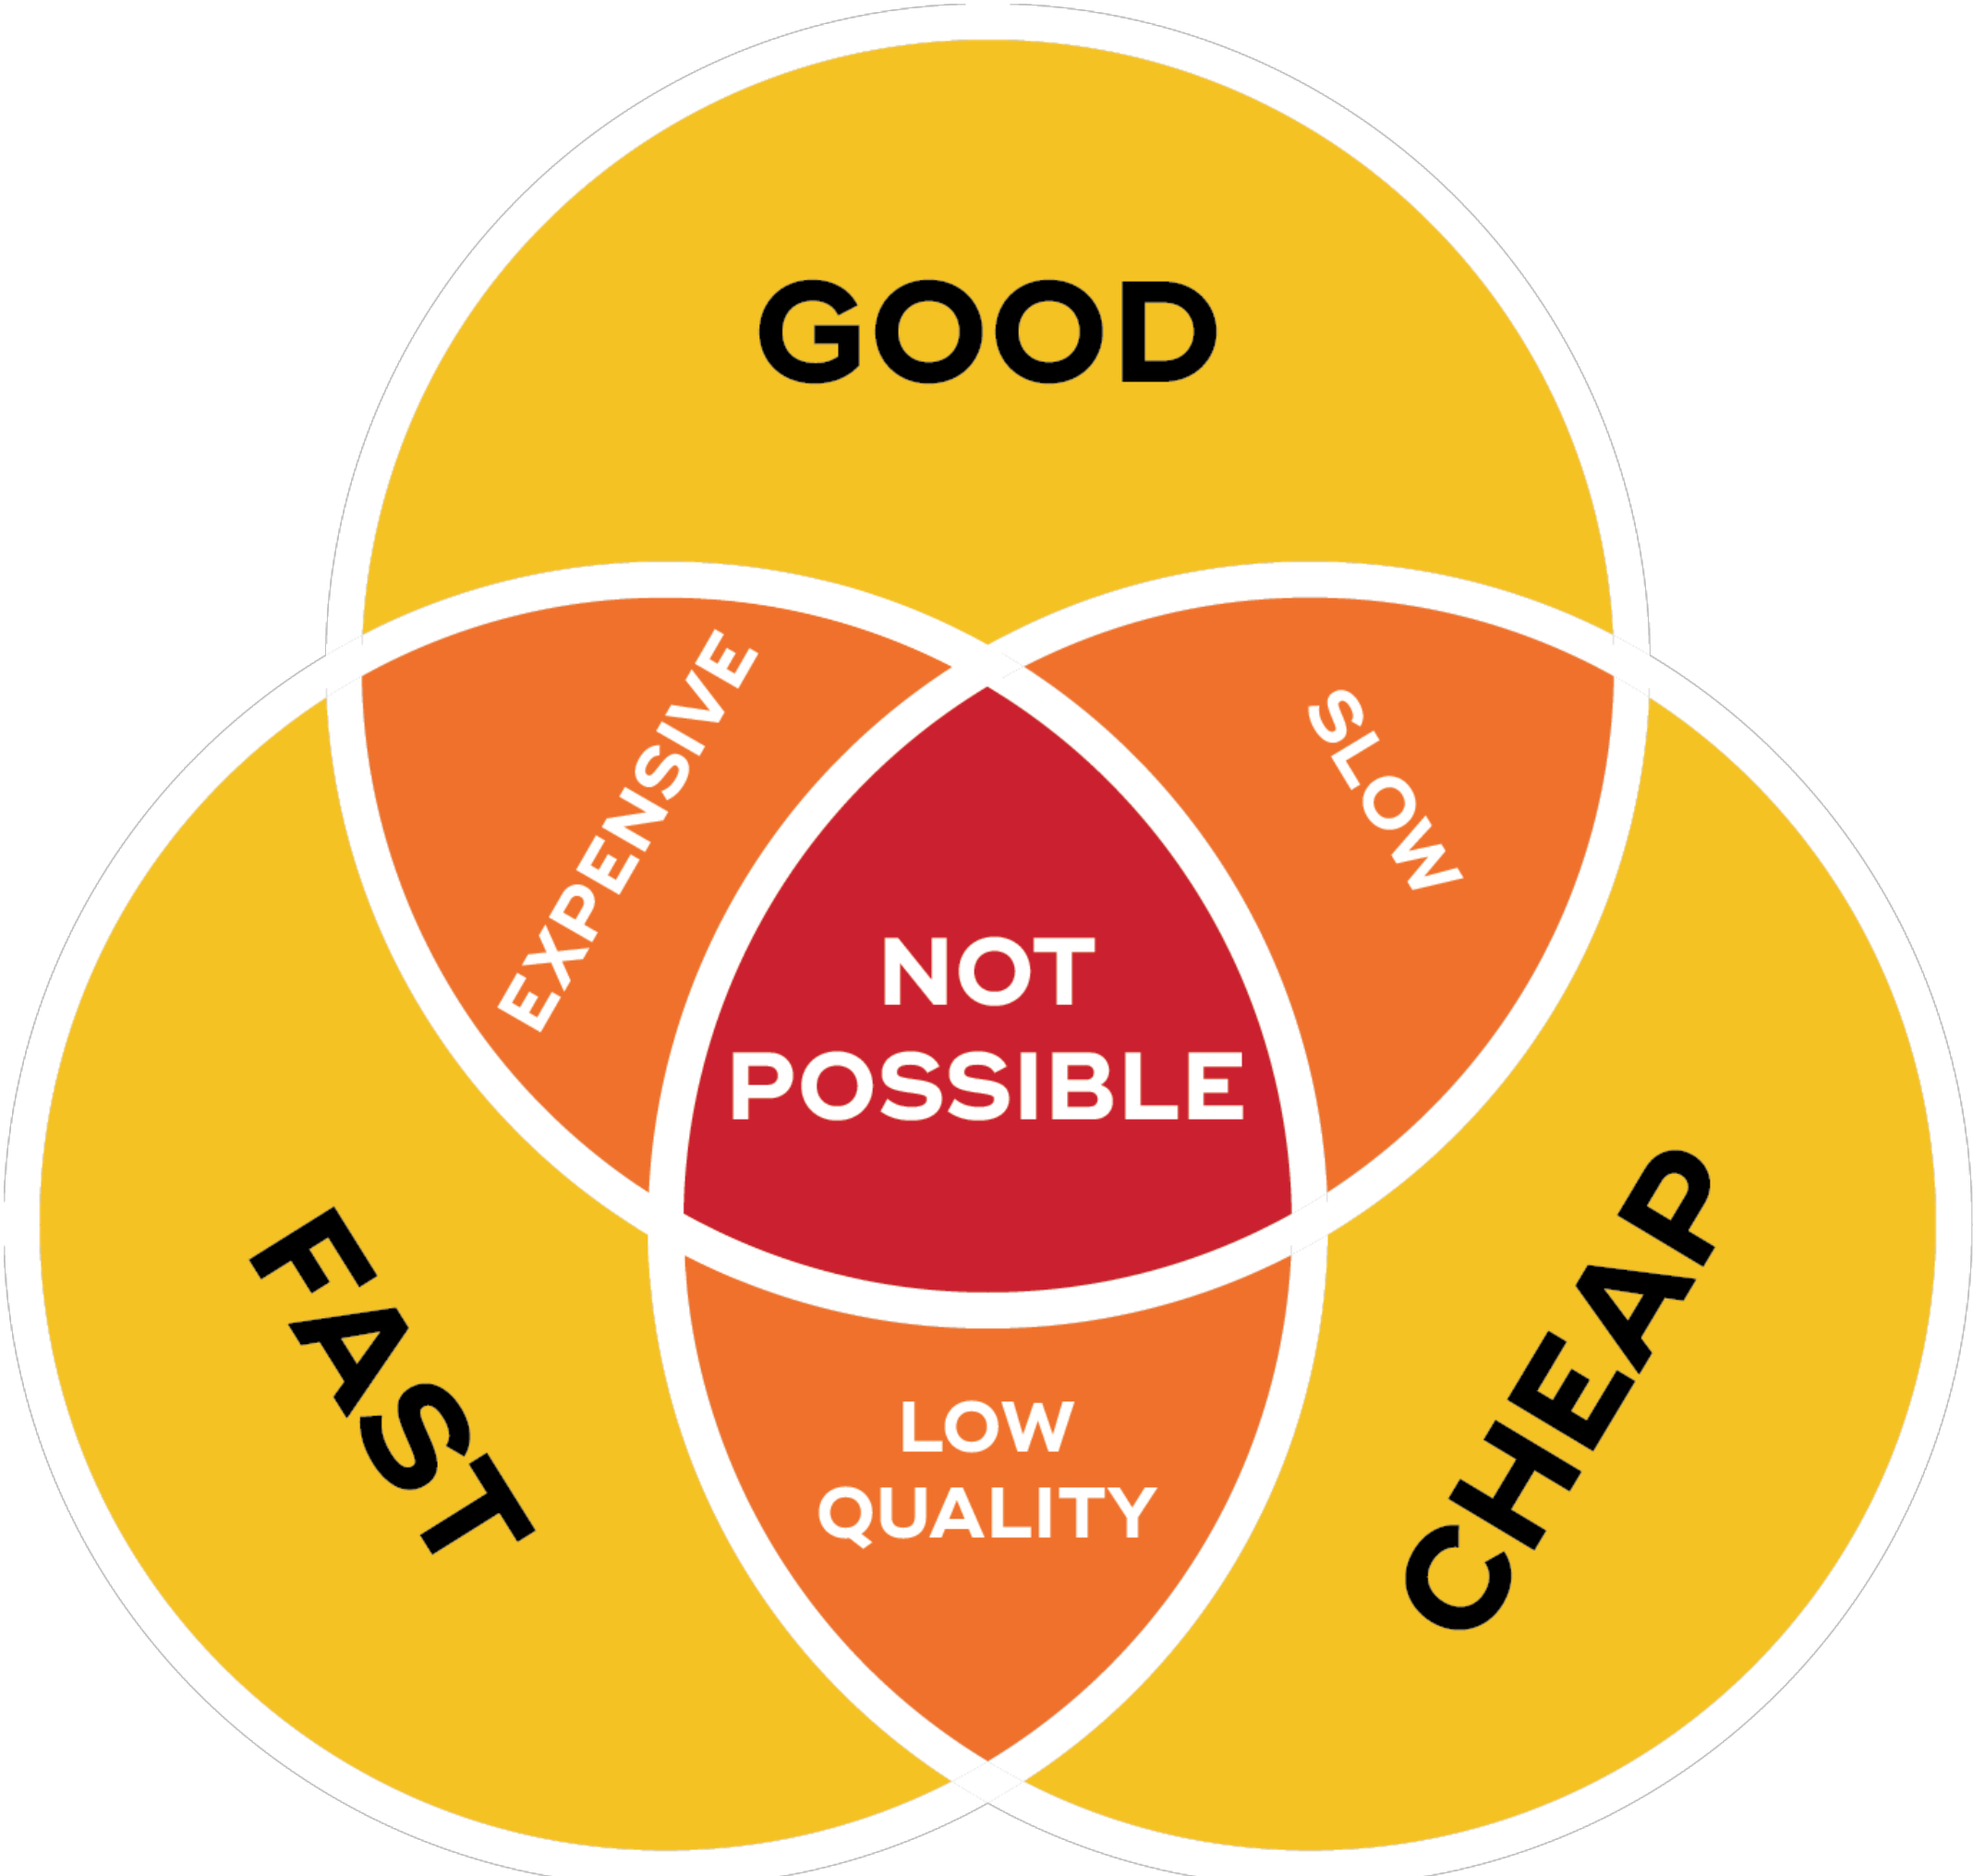 GOOD
EXPENSIVE
SLOW
NOT
POSSIBLE
FAST
CHEAP
LOW
QUALITY